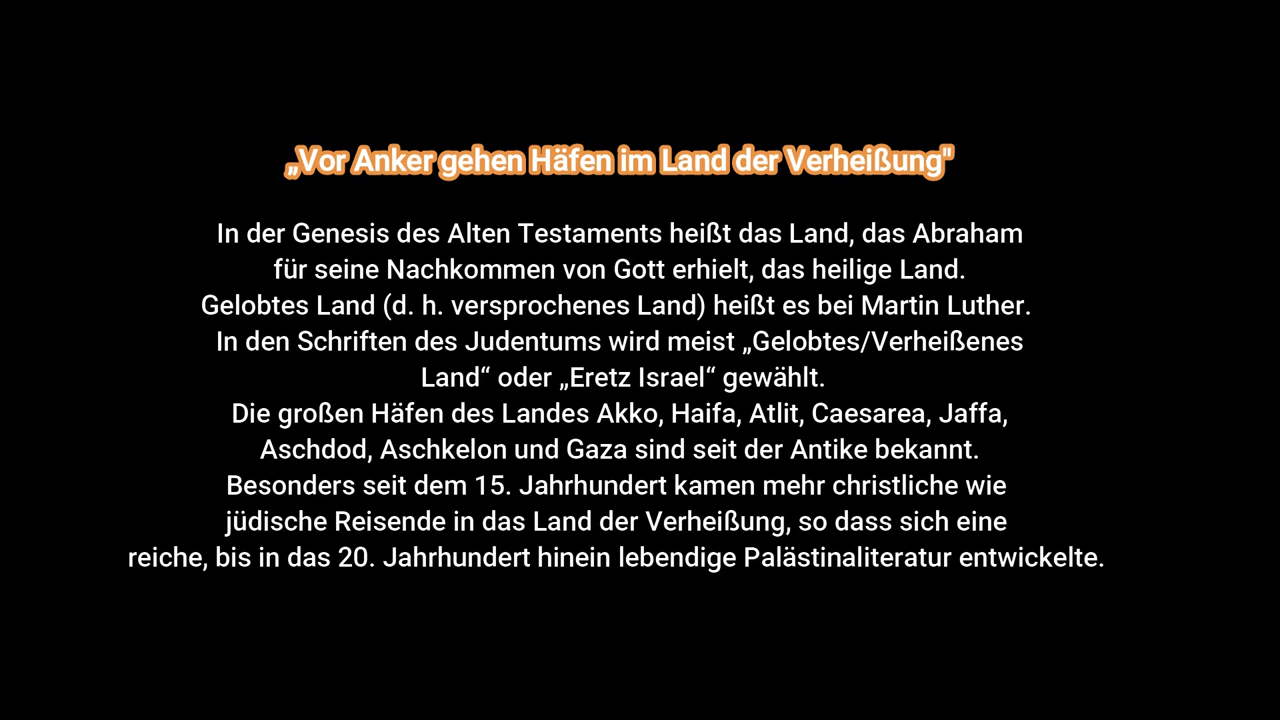 „Vor Anker gehen Häfen im Land der Verheißung"
In der Genesis des Alten Testaments heißt das Land, das Abraham
für seine Nachkommen von Gott erhielt, das heilige Land.
Gelobtes Land (d. h. versprochenes Land) heißt es bei Martin Luther.
In den Schriften des Judentums wird meist „Gelobtes/Verheißenes
Land“ oder „Eretz Israel“ gewählt.
Die großen Häfen des Landes Akko, Haifa, Atlit, Caesarea, Jaffa,
Aschdod, Aschkelon und Gaza sind seit der Antike bekannt.
Besonders seit dem 15. Jahrhundert kamen mehr christliche wie
jüdische Reisende in das Land der Verheißung, so dass sich eine
reiche, bis in das 20. Jahrhundert hinein lebendige Palästinaliteratur entwickelte.